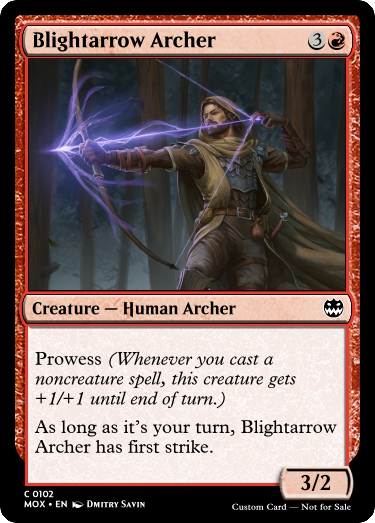 Blightarrow Archer 3
Creature — Human Archer
Prowess (Whenever you cast a
noncreature spell, this creature gets
+1/+1 until end of turn.)
As long as it's your turn, Blightarrow
Archer has first strike.
3/2
C 0102
MOX • EN Dmitry Savin
Custom Card — Not for Sale